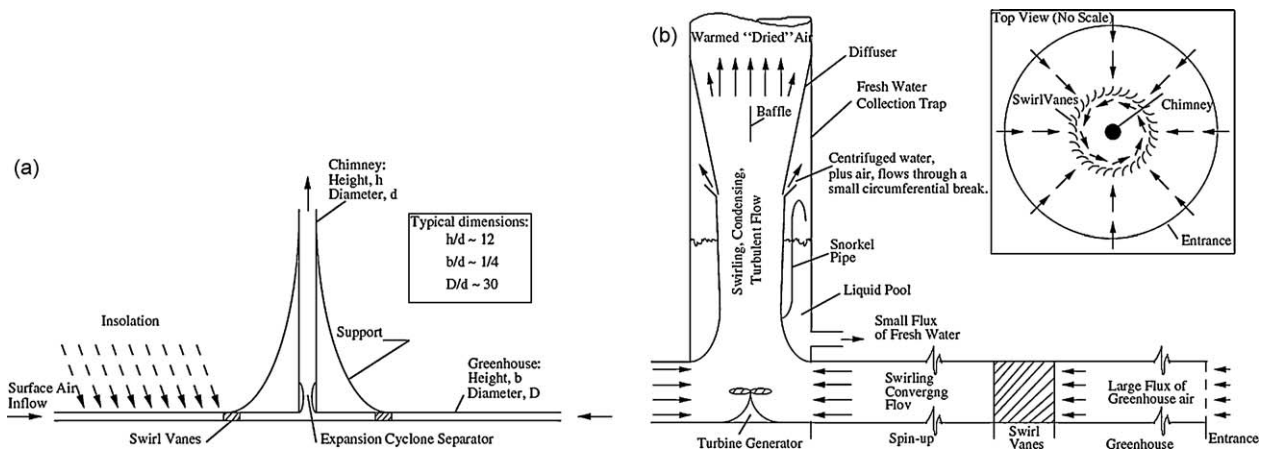 (a)
Chimney:
Height, h
Diameter, d
Typical dimensions:
h/d ~ 12
b/d ~ 1/4
D/d ~ 30
Insolation
Support
Surface Air
Inflow
Greenhouse:
Height, b
Diameter, D
Swirl Vanes
Expansion Cyclone Separator
(b)
Warmed "Dried" Air
Diffuser
Fresh Water
Collection Trap
Baffle
Centrifuged water,
plus air, flows through a
small circumferential break.
Swirling, Condensing,
Turbulent Flow
Snorkel
Pipe
Liquid Pool
Small Flux
of Fresh Water
Swirling
Convergng
Flov
Large Flux of
Greenhouse air
Turbine Generator
Spin-up
Swirl
Vanes
Greenhouse
Entrance
Top View (No Scale)
SwirlVanes
Chimney
Entrance